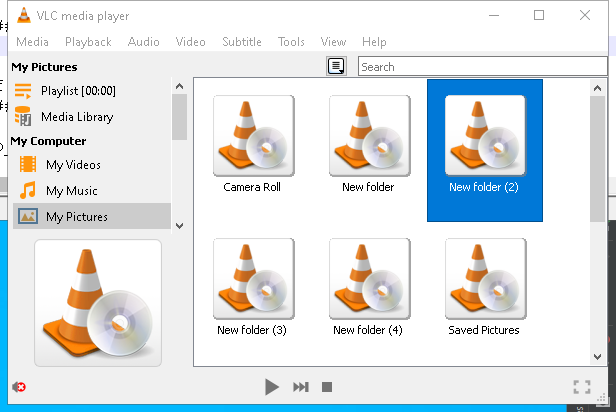 VLC media player
Media Playback Audio Video Subtitle Tools View Help
My Pictures
Search
Playlist [00:00]
Media Library
My Computer
My Videos
My Music
My Pictures
Camera Roll
New folder
New folder (2)
New folder (3)
New folder (4)
Saved Pictures